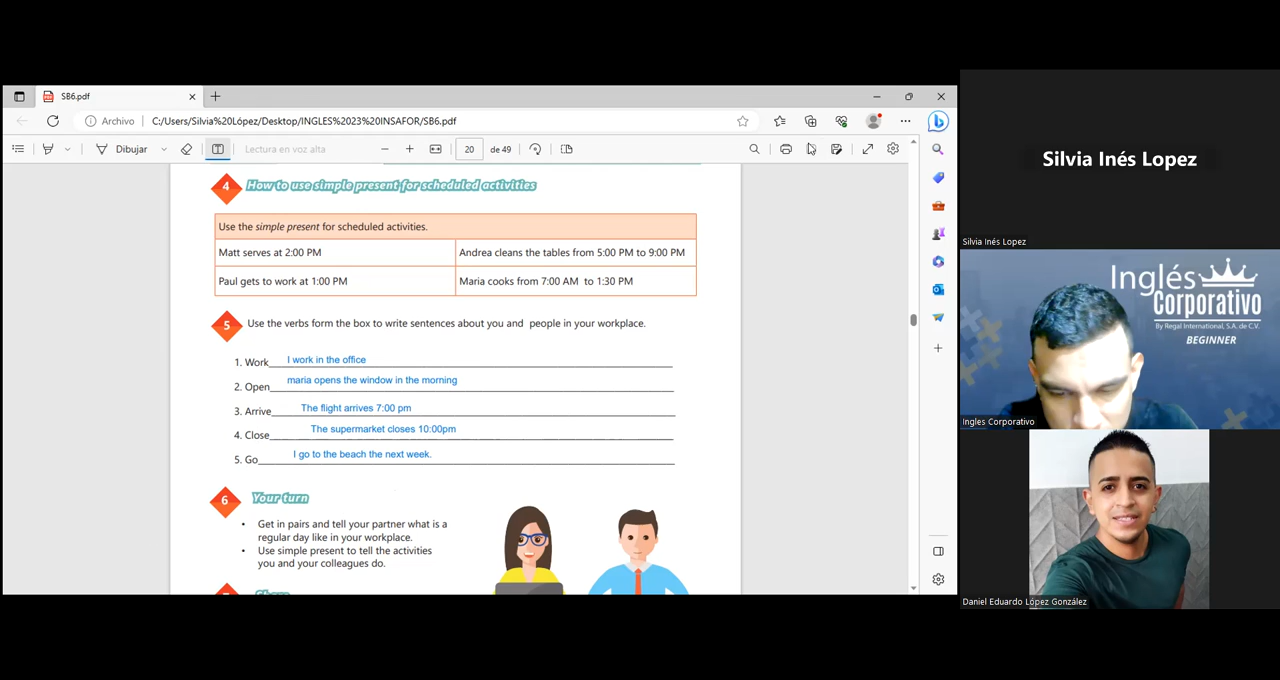 SB6.pdf
Archivo
C:/Users/Silvia%20López/Desktop/INGLES%2023%20INSAFOR/SB6.pdf
Dibujar
Lectura en voz alta
20
de 49
4 How to use simple present for scheduled activities
Use the simple present for scheduled activities.
Matt serves at 2:00 PM
Andrea cleans the tables from 5:00 PM to 9:00 PM
Paul gets to work at 1:00 PM
Maria cooks from 7:00 AM to 1:30 PM
5 Use the verbs form the box to write sentences about you and people in your workplace.
1. Work I work in the office
2. Open maria opens the window in the morning
3. Arrive The flight arrives 7:00 pm
4. Close The supermarket closes 10:00pm
5. Go I go to the beach the next week.
6 Your turn
• Get in pairs and tell your partner what is a
regular day like in your workplace.
• Use simple present to tell the activities
you and your colleagues do.
Silvia Inés Lopez
Silvia Inés Lopez
Inglés
Corporativo
By Regal International, S.A. de C.V.
BEGINNER
Ingles Corporativo
Daniel Eduardo López González